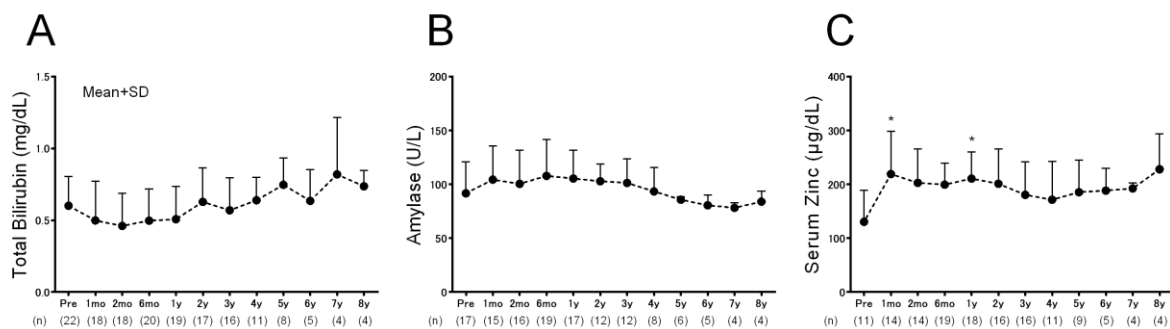 A
Total Bilirubin (mg/dL)
Mean+SD
1.5
1.0
0.5
0.0
Pre 1mo 2mo 6mo 1y 2y 3y 4y 5y 6y 7y 8y
(n) (22) (18) (18) (20) (19) (17) (16) (11) (8) (5) (4) (4)
B
Amylase (U/L)
200
150
100
50
0
Pre 1mo 2mo 6mo 1y 2y 3y 4y 5y 6y 7y 8y
(n) (17) (15) (16) (19) (17) (12) (12) (8) (6) (5) (4) (4)
C
Serum Zinc (μg/dL)
400
300
200
100
0
* *
Pre 1mo 2mo 6mo 1y 2y 3y 4y 5y 6y 7y 8y
(n) (11) (14) (14) (19) (18) (16) (16) (11) (9) (5) (4) (4)